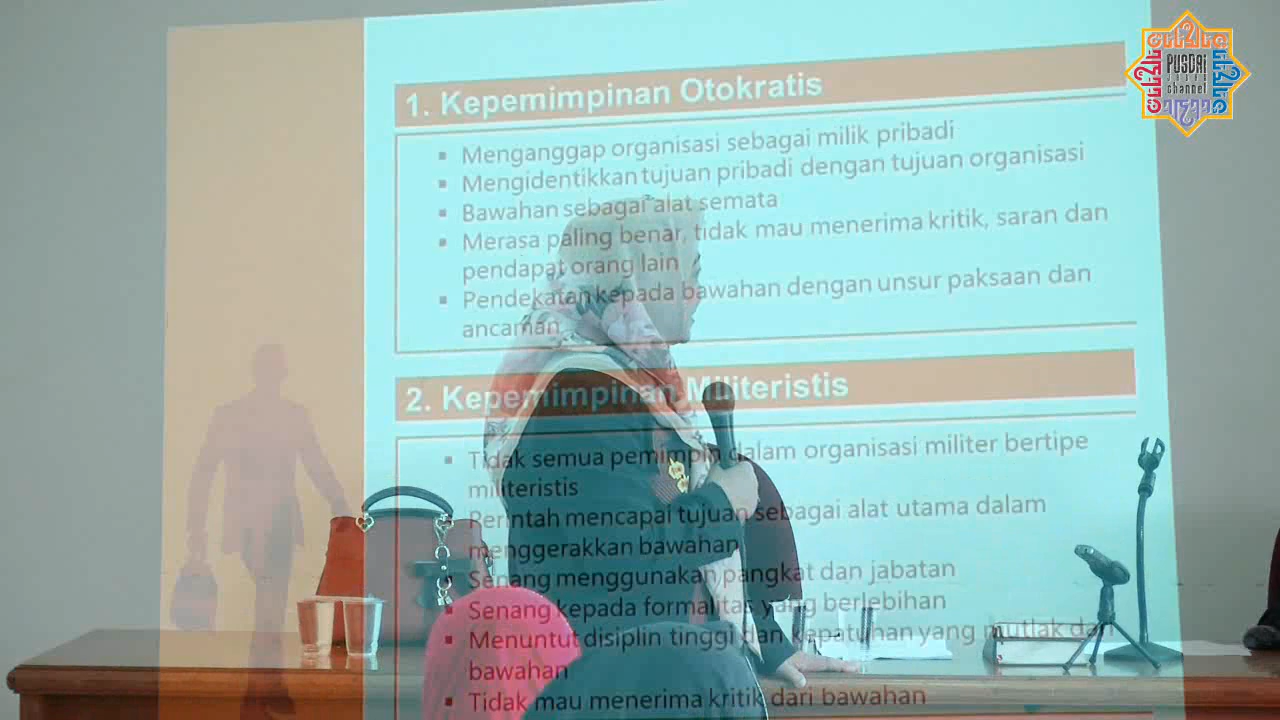 1. Kepemimpinan Otokratis
▪ Menganggap organisasi sebagai milik pribadi
▪ Mengidentikkan tujuan pribadi dengan tujuan organisasi
▪ Bawahan sebagai alat semata
▪ Merasa paling benar, tidak mau menerima kritik, saran dan
pendapat orang lain
▪ Pendekatan kepada bawahan dengan unsur paksaan dan
ancaman
2. Kepemimpinan Militeristis
▪ Tidak semua pemimpin dalam organisasi militer bertipe
militeristis
▪ Perintah mencapai tujuan sebagai alat utama dalam
menggerakkan bawahan
▪ Senang menggunakan pangkat dan jabatan
▪ Senang kepada formalitas yang berlebihan
▪ Menuntut disiplin tinggi dan kepatuhan yang mutlak dari
bawahan
▪ Tidak mau menerima kritik dari bawahan
PUSDAI
channel